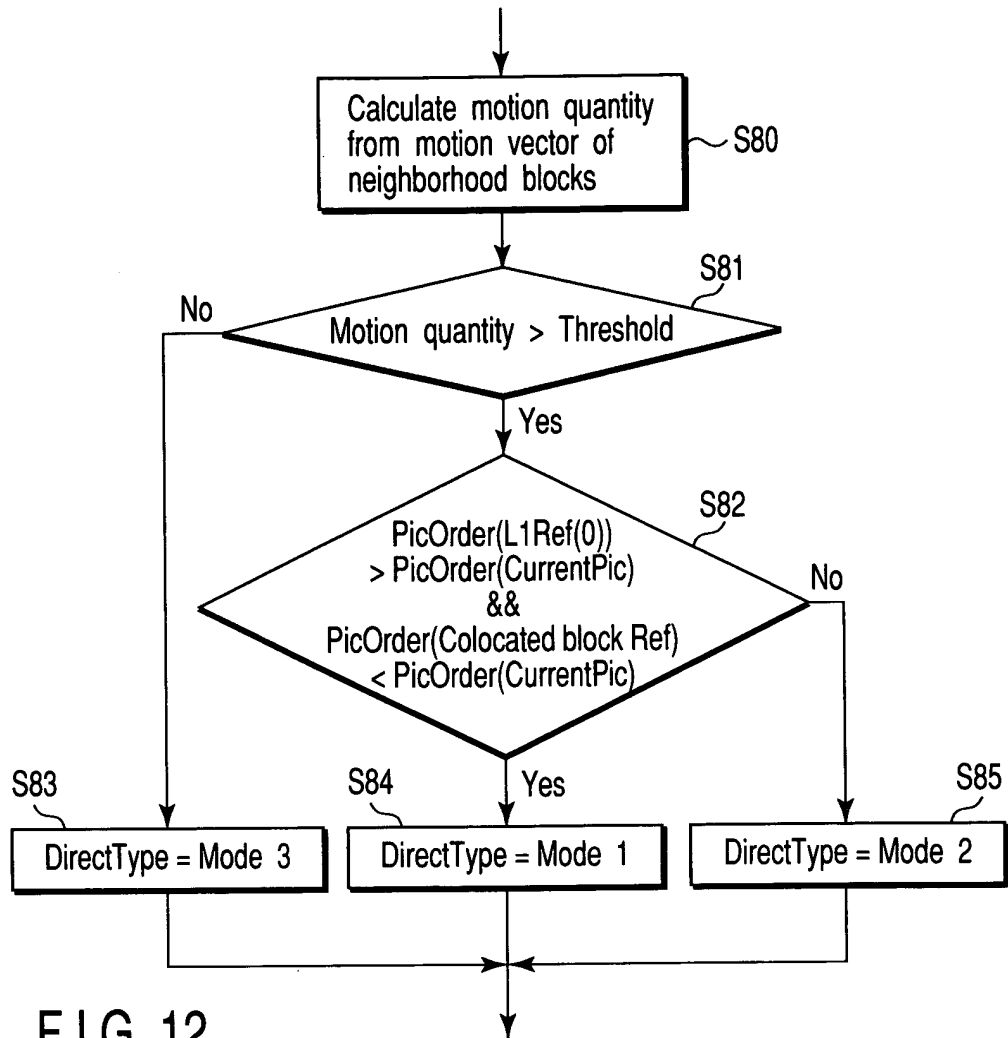 Calculate motion quantity
from motion vector of
neighborhood blocks
S80
S81
No
Motion quantity > Threshold
Yes
S82
PicOrder(L1Ref(0))
> PicOrder(CurrentPic)
&&
PicOrder(Colocated block Ref)
< PicOrder(CurrentPic)
No
Yes
S83
S84
S85
DirectType = Mode 3
DirectType = Mode 1
DirectType = Mode 2
FIG. 12